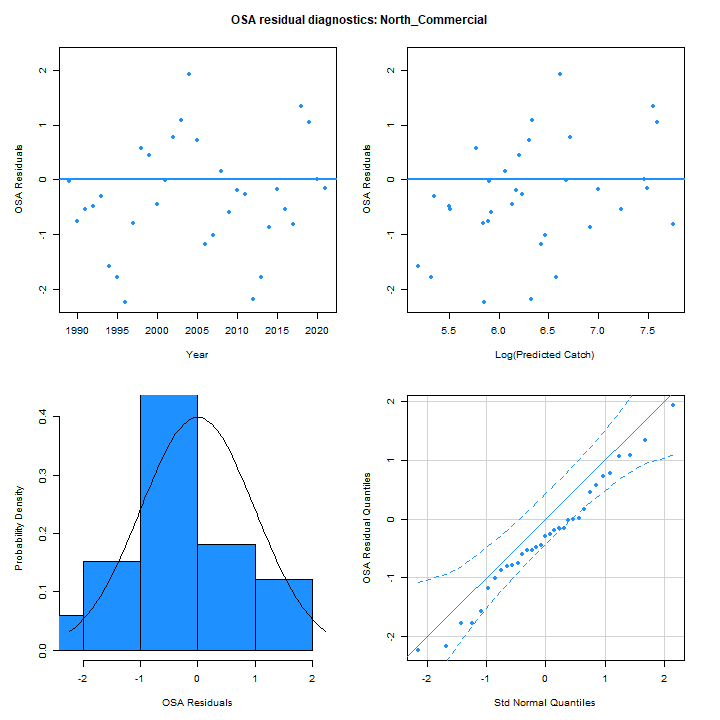 OSA residual diagnostics: North_Commercial
OSA Residuals
2
1
0
-1
-2
1990 1995 2000 2005 2010 2015 2020
Year
OSA Residuals
2
1
0
-1
-2
5.5 6.0 6.5 7.0 7.5
Log(Predicted Catch)
Probability Density
0.4
0.3
0.2
0.1
0.0
-2 -1 0 1 2
OSA Residuals
OSA Residual Quantiles
2
1
0
-1
-2
-2 -1 0 1 2
Std Normal Quantiles